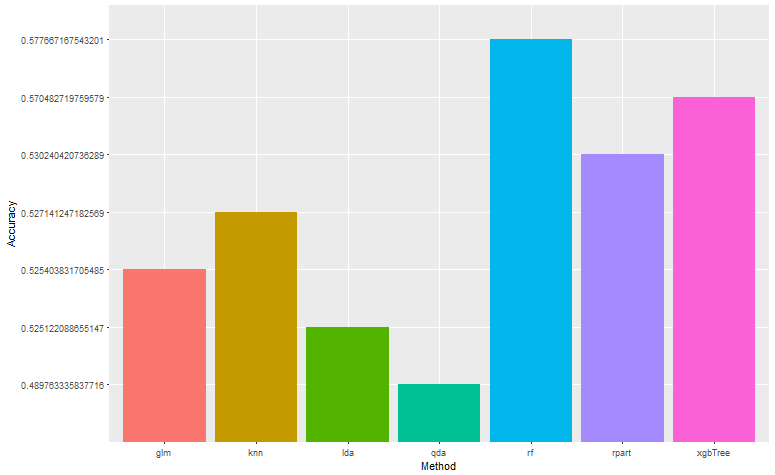 0.577667167543201
0.570482719759579
0.530240420736289
0.527141247182569
0.525403831705485
0.525122088655147
0.489763335837716
Accuracy
glm knn lda qda rf rpart xgbTree
Method